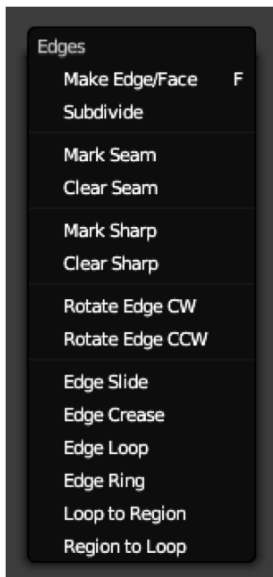 Edges
Make Edge/Face F
Subdivide
Mark Seam
Clear Seam
Mark Sharp
Clear Sharp
Rotate Edge CW
Rotate Edge CCW
Edge Slide
Edge Crease
Edge Loop
Edge Ring
Loop to Region
Region to Loop